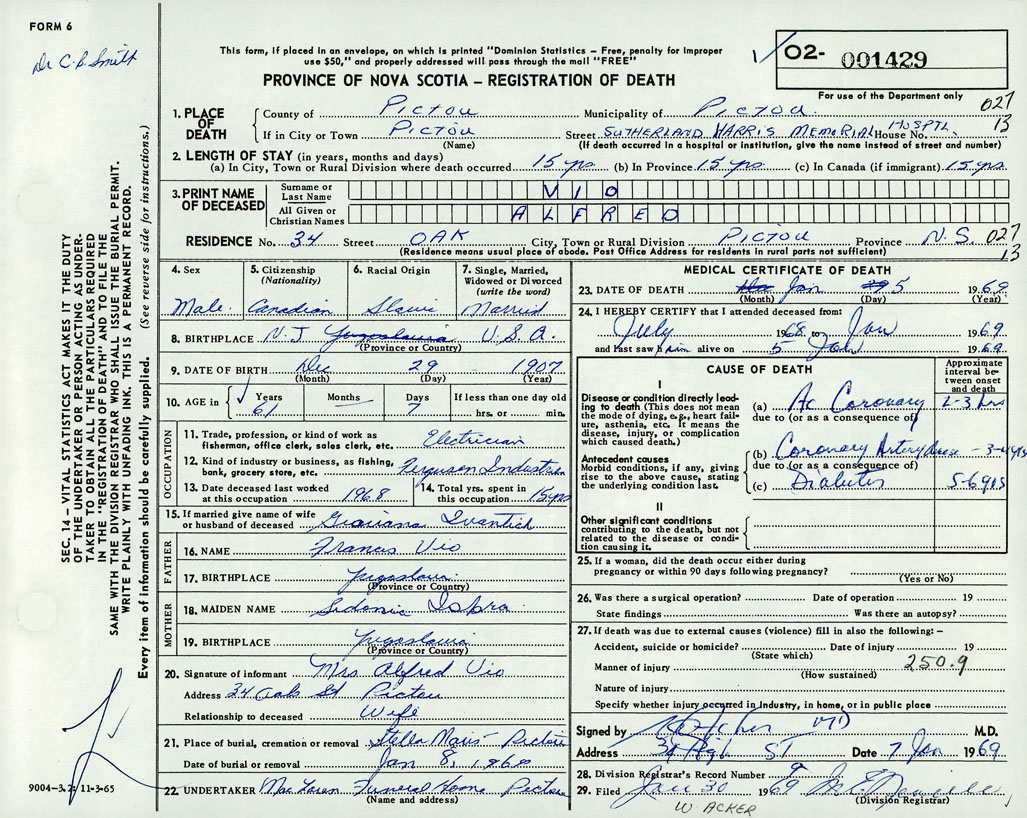 FORM 6
Dr C. B. Smith
This form, if placed in an envelope, on which is printed "Dominion Statistics – Free, penalty for improper
use $50," and properly addressed will pass through the mail "FREE"
PROVINCE OF NOVA SCOTIA – REGISTRATION OF DEATH
1/ O2- 001429
For use of the Department only
027
13
1. PLACE OF DEATH
County of Pictou Municipality of Pictou
If in City or Town Pictou Street SUTHERLAND HARRIS MEMORIAL House No. HOSPTL.
(Name) (If death occurred in a hospital or institution, give the name instead of street and number)
2. LENGTH OF STAY (in years, months and days)
(a) In City, Town or Rural Division where death occurred 15 yrs (b) In Province 15 yrs. (c) In Canada (if immigrant) 15 yrs.
3. PRINT NAME OF DECEASED
Surname or Last Name VIO
All Given or Christian Names ALFRED
RESIDENCE No. 34 Street OAK City, Town or Rural Division Pictou Province N.S. 027
13
(Residence means usual place of abode. Post Office Address for residents in rural parts not sufficient)
4. Sex Male
5. Citizenship (Nationality) Canadian
6. Racial Origin Slavic
7. Single, Married, Widowed or Divorced (write the word) Married
8. BIRTHPLACE N.J. Yugoslavia U.S.A.
(Province or Country)
9. DATE OF BIRTH Dec 29 1907
(Month) (Day) (Year)
10. AGE in Years 61 Months — Days 7 If less than one day old
hrs. or min.
OCCUPATION
11. Trade, profession, or kind of work as
fisherman, office clerk, sales clerk, etc. Electrician
12. Kind of industry or business, as fishing,
bank, grocery store, etc. Ferguson Industries
13. Date deceased last worked
at this occupation 1968
14. Total yrs. spent in
this occupation 15 yrs
15. If married give name of wife
or husband of deceased Ivantich
FATHER
16. NAME Francis Vio
17. BIRTHPLACE Yugoslavia
(Province or Country)
MOTHER
18. MAIDEN NAME Sidonia
19. BIRTHPLACE Yugoslavia
(Province or Country)
20. Signature of informant Mrs Alfred Vio
Address 34 Oak St Pictou
Relationship to deceased Wife
21. Place of burial, cremation or removal Stella Maris Pictou
Date of burial or removal Jan 8, 1969
22. UNDERTAKER MacLaren Funeral Home Pictou
(Name and address)
MEDICAL CERTIFICATE OF DEATH
23. DATE OF DEATH Jan 5 1969
(Month) (Day) (Year)
24. I HEREBY CERTIFY that I attended deceased from:
July 1968 to Jan 1969
and last saw him alive on 5 Jan 1969
CAUSE OF DEATH
Approximate
interval be-
tween onset
and death
I
Disease or condition directly lead-
ing to death (This does not mean
the mode of dying, e.g., heart fail-
ure, asthenia, etc. It means the
disease, injury, or complication
which caused death.)
(a) Ac Coronary 2-3 hrs
due to (or as a consequence of)
Antecedent causes
Morbid conditions, if any, giving
rise to the above cause, stating
the underlying condition last.
(b) Coronary Artery Disease - 3-4 yrs
due to (or as a consequence of)
(c) Diabetes 5-6 yrs
II
Other significant conditions
contributing to the death, but not
related to the disease or condi-
tion causing it.
25. If a woman, did the death occur either during
pregnancy or within 90 days following pregnancy?
(Yes or No)
26. Was there a surgical operation? Date of operation 19
State findings Was there an autopsy?
27. If death was due to external causes (violence) fill in also the following: –
Accident, suicide or homicide? Date 19
(State which)
Manner of injury 250.9
(How sustained)
Nature of injury
Specify whether injury occurred in Industry, in home, or in public place
Signed by MD M.D.
Address 39 High ST Date 7 Jan 1969
28. Division Registrar's Record Number 9
29. Filed Jan 30 1969
(Division Registrar)
W. ACKER
SEC. 14 – VITAL STATISTICS ACT MAKES IT THE DUTY
OF THE UNDERTAKER OR PERSON ACTING AS UNDER-
TAKER TO OBTAIN ALL THE PARTICULARS REQUIRED
IN THE "REGISTRATION OF DEATH" AND TO FILE THE
SAME WITH THE DIVISION REGISTRAR WHO SHALL ISSUE THE BURIAL PERMIT.
WRITE PLAINLY WITH UNFADING INK. THIS IS A PERMANENT RECORD.
Every item of information should be carefully supplied. (See reverse side for instructions.)
9004-3.2: 11-3-65